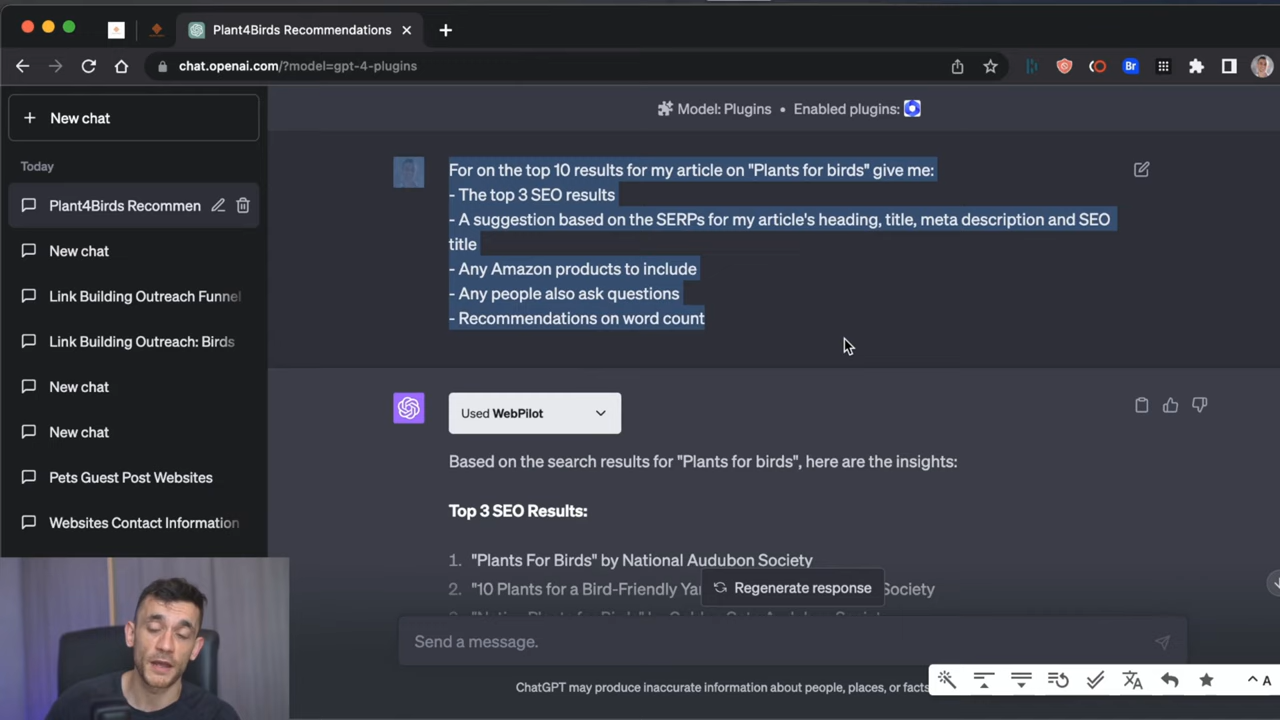 Plant4Birds Recommendations
chat.openai.com/?model=gpt-4-plugins
Br
New chat
Model: Plugins • Enabled plugins:
Today
Plant4Birds Recommen
New chat
Link Building Outreach Funnel
Link Building Outreach: Birds
New chat
New chat
Pets Guest Post Websites
Websites Contact Information
For on the top 10 results for my article on "Plants for birds" give me:
- The top 3 SEO results
- A suggestion based on the SERPs for my article's heading, title, meta description and SEO
title
- Any Amazon products to include
- Any people also ask questions
- Recommendations on word count
Used WebPilot
Based on the search results for "Plants for birds", here are the insights:
Top 3 SEO Results:
1. "Plants For Birds" by National Audubon Society
2. "10 Plants for a Bird-Friendly Society
Regenerate response
Send a message.
ChatGPT may produce inaccurate information about people, places, or facts
A